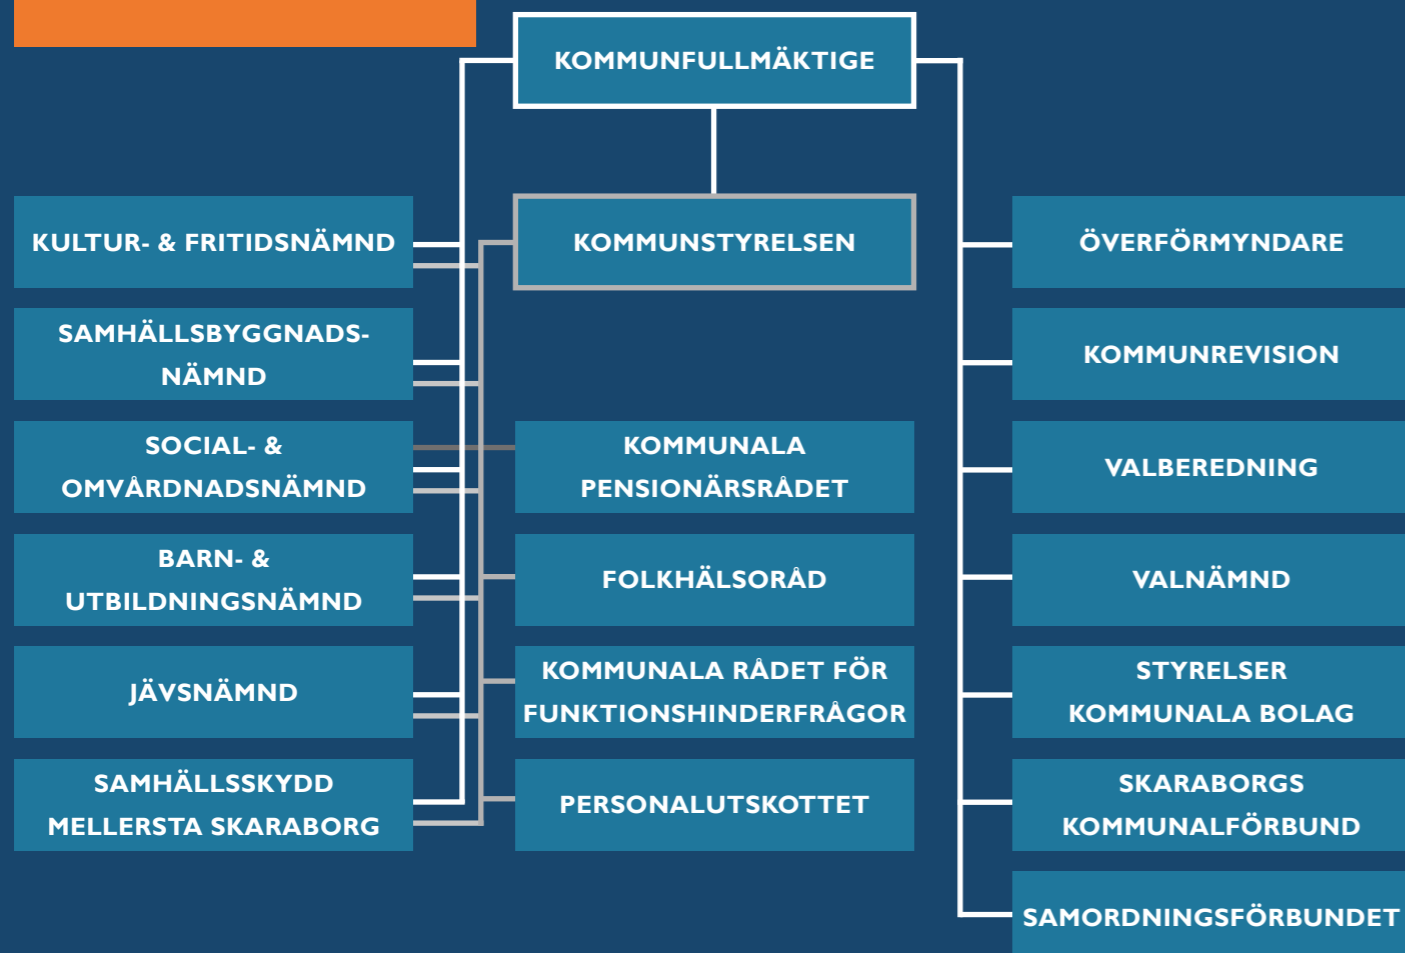 KOMMUNFULLMÄKTIGE
KULTUR- & FRITIDSNÄMND
SAMHÄLLSBYGGNADS-
NÄMND
SOCIAL- &
OMVÅRDNADSNÄMND
BARN- &
UTBILDNINGSNÄMND
JÄVSNÄMND
SAMHÄLLSSKYDD
MELLERSTA SKARABORG
KOMMUNSTYRELSEN
KOMMUNALA
PENSIONÄRSRÅDET
FOLKHÄLSORÅD
KOMMUNALA RÅDET FÖR
FUNKTIONSHINDERFRÅGOR
PERSONALUTSKOTTET
ÖVERFÖRMYNDARE
KOMMUNREVISION
VALBEREDNING
VALNÄMND
STYRELSER
KOMMUNALA BOLAG
SKARABORGS
KOMMUNALFÖRBUND
SAMORDNINGSFÖRBUNDET